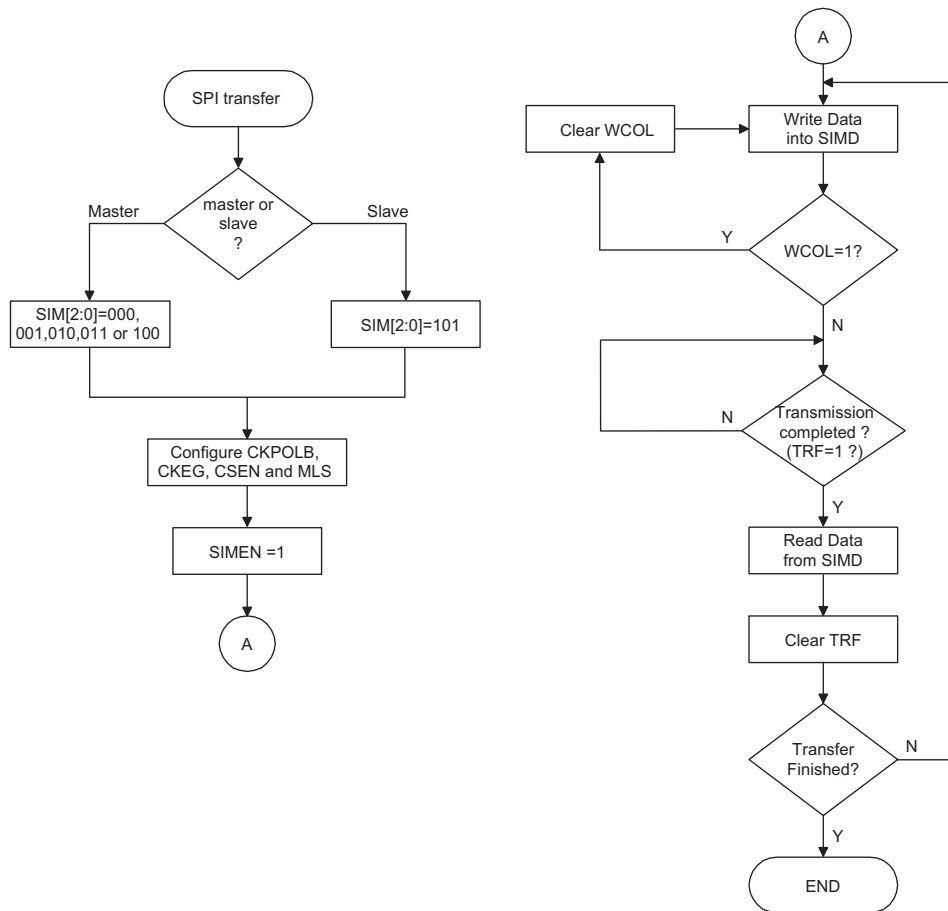 SPI transfer
master or
slave
?
Master
Slave
SIM[2:0]=000,
001,010,011 or 100
SIM[2:0]=101
Configure CKPOLB,
CKEG, CSEN and MLS
SIMEN =1
A
A
Clear WCOL
Write Data
into SIMD
Y
WCOL=1?
N
N
Transmission
completed ?
(TRF=1 ?)
Y
Read Data
from SIMD
Clear TRF
Transfer
Finished?
N
Y
END